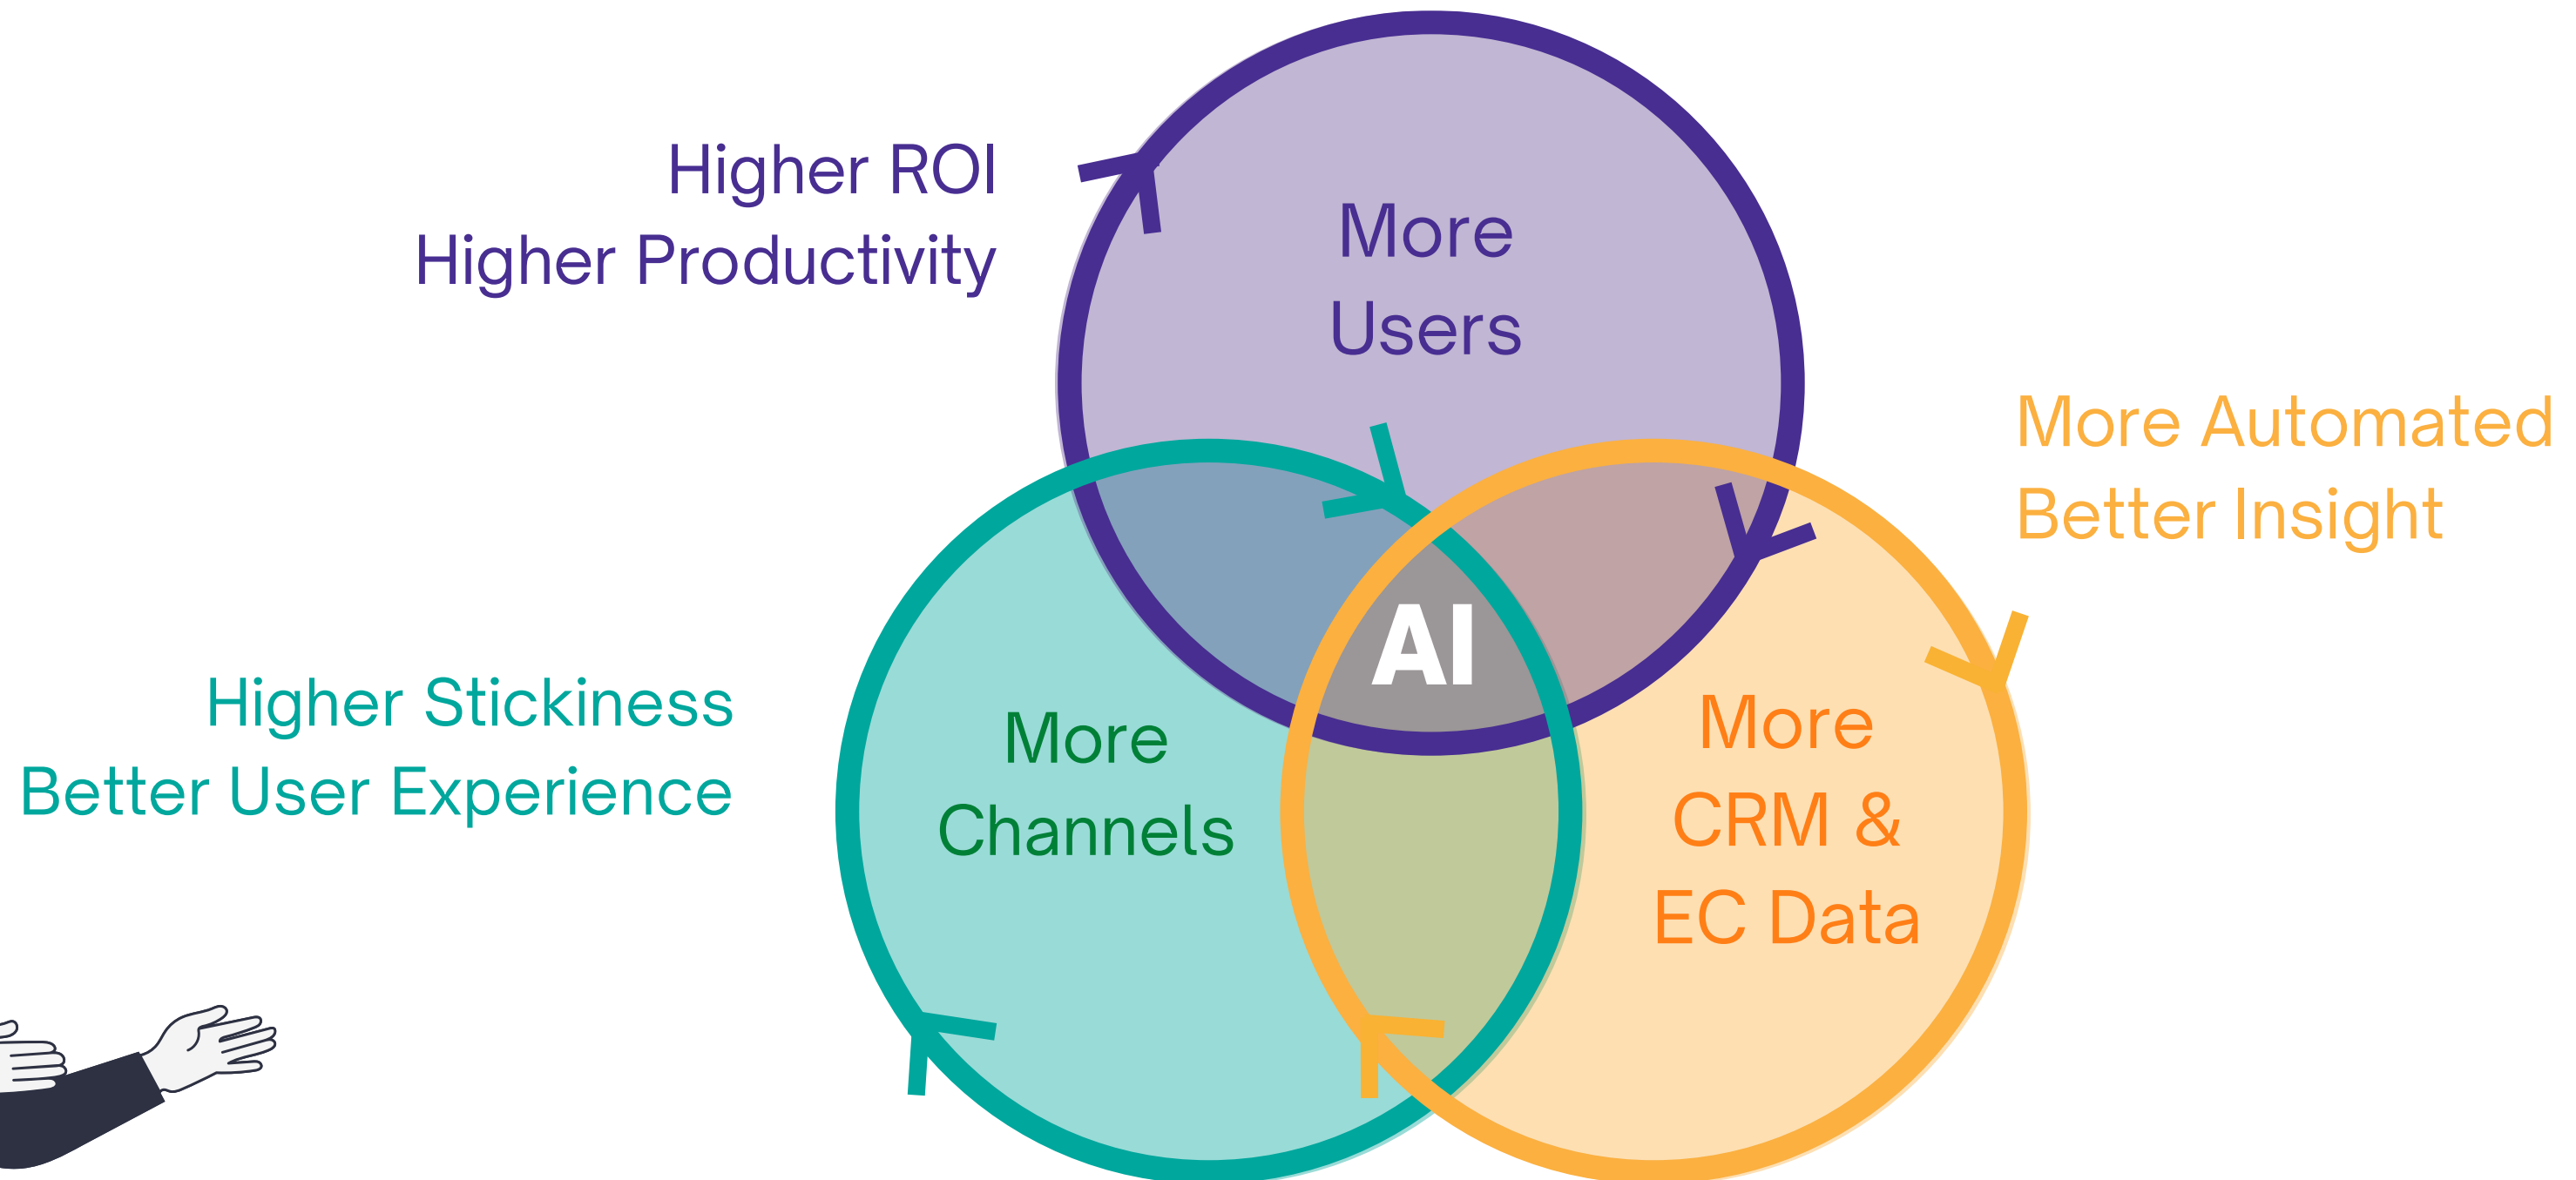 Higher ROI
Higher Productivity
More
Users
More Automated
Better Insight
AI
Higher Stickiness
Better User Experience
More
Channels
More
CRM &
EC Data